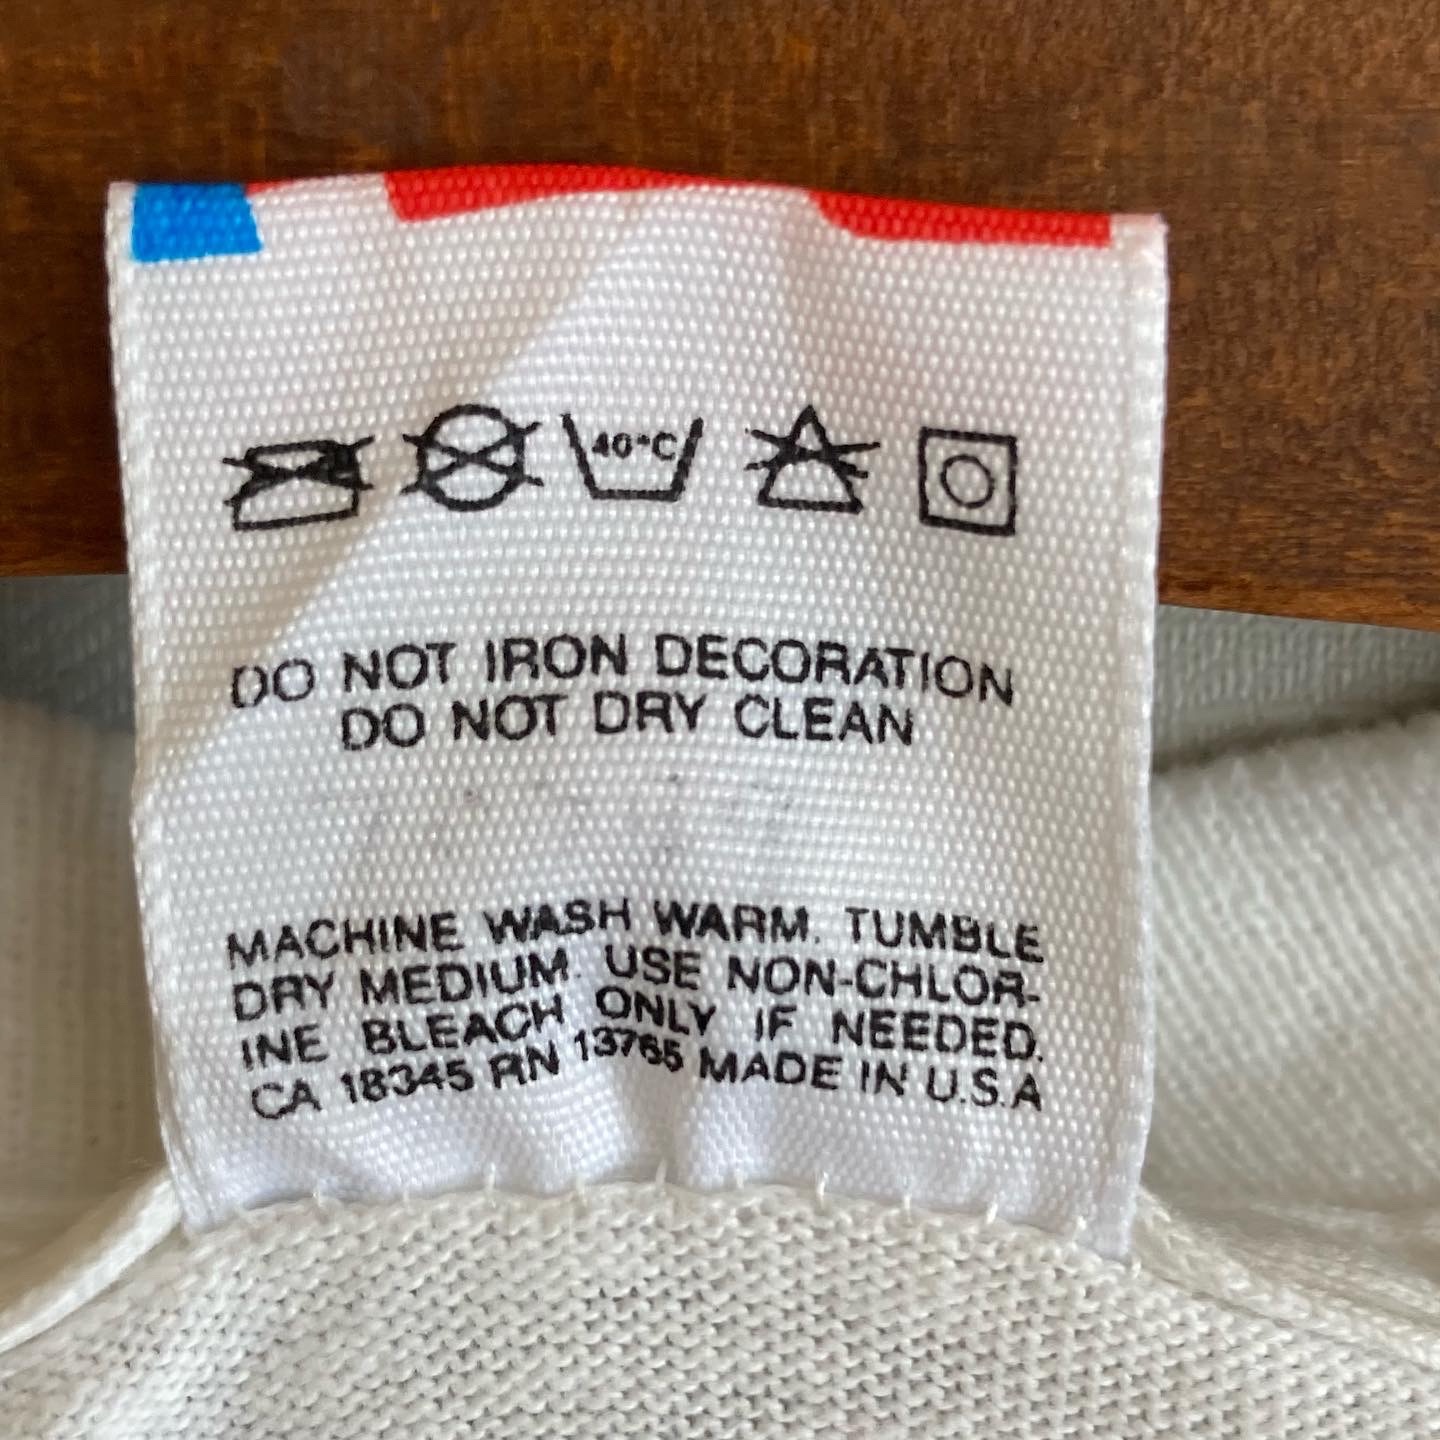 40°C
DO NOT IRON DECORATION
DO NOT DRY CLEAN
MACHINE WASH WARM. TUMBLE
DRY MEDIUM. USE NON-CHLOR-
INE BLEACH ONLY IF NEEDED.
CA 18345 RN 13765 MADE IN U.S.A